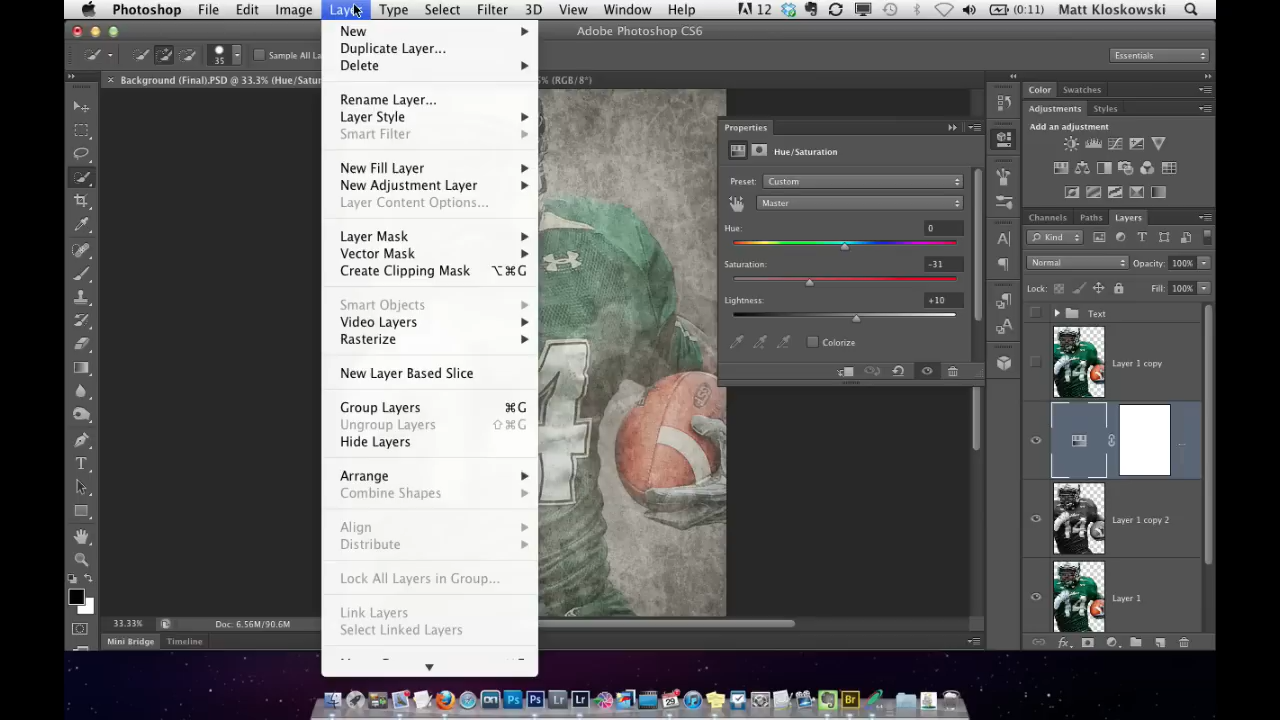 Photoshop File Edit Image Layer Type Select Filter 3D View Window Help 12 (0:11) Matt Kloskowski
Adobe Photoshop CS6
35 Sample All La Essentials
Background (Final).PSD @ 33.3% (Hue/Satura % (RGB/8*)
New
Duplicate Layer...
Delete
Rename Layer...
Layer Style
Smart Filter
New Fill Layer
New Adjustment Layer
Layer Content Options...
Layer Mask
Vector Mask
Create Clipping Mask ⌥⌘G
Smart Objects
Video Layers
Rasterize
New Layer Based Slice
Group Layers ⌘G
Ungroup Layers ⇧⌘G
Hide Layers
Arrange
Combine Shapes
Align
Distribute
Lock All Layers in Group...
Link Layers
Select Linked Layers
Properties
Hue/Saturation
Preset: Custom
Master
Hue: 0
Saturation: -31
Lightness: +10
Colorize
Color Swatches
Adjustments Styles
Add an adjustment
Channels Paths Layers
Kind
Normal Opacity: 100%
Lock: Fill: 100%
Text
Layer 1 copy
Layer 1 copy 2
Layer 1
33.33% Doc: 6.56M/90.6M
Mini Bridge Timeline